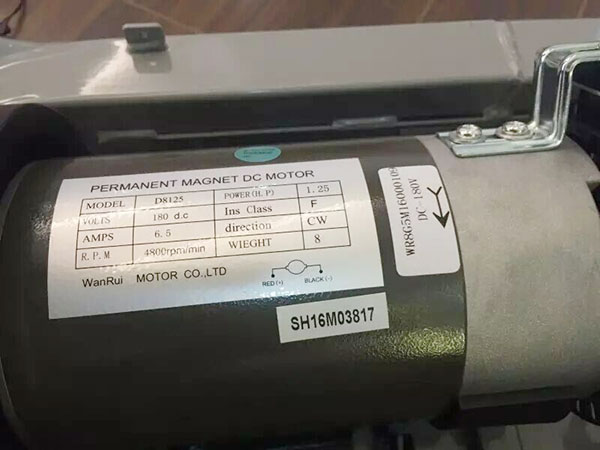 PERMANENT MAGNET DC MOTOR
MODEL D8125 POWER(H.P) 1.25
VOLTS 180 d.c Ins Class F
AMPS 6.5 direction CW
R.P.M 4800rpm/min WIEGHT 8
WanRui MOTOR CO.,LTD
RED(+) BLACK(-)
SH16M03817
DC-180V